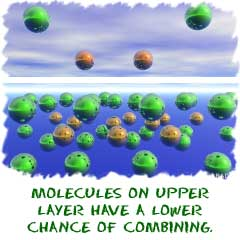 MOLECULES ON UPPER
LAYER HAVE A LOWER
CHANCE OF COMBINING.